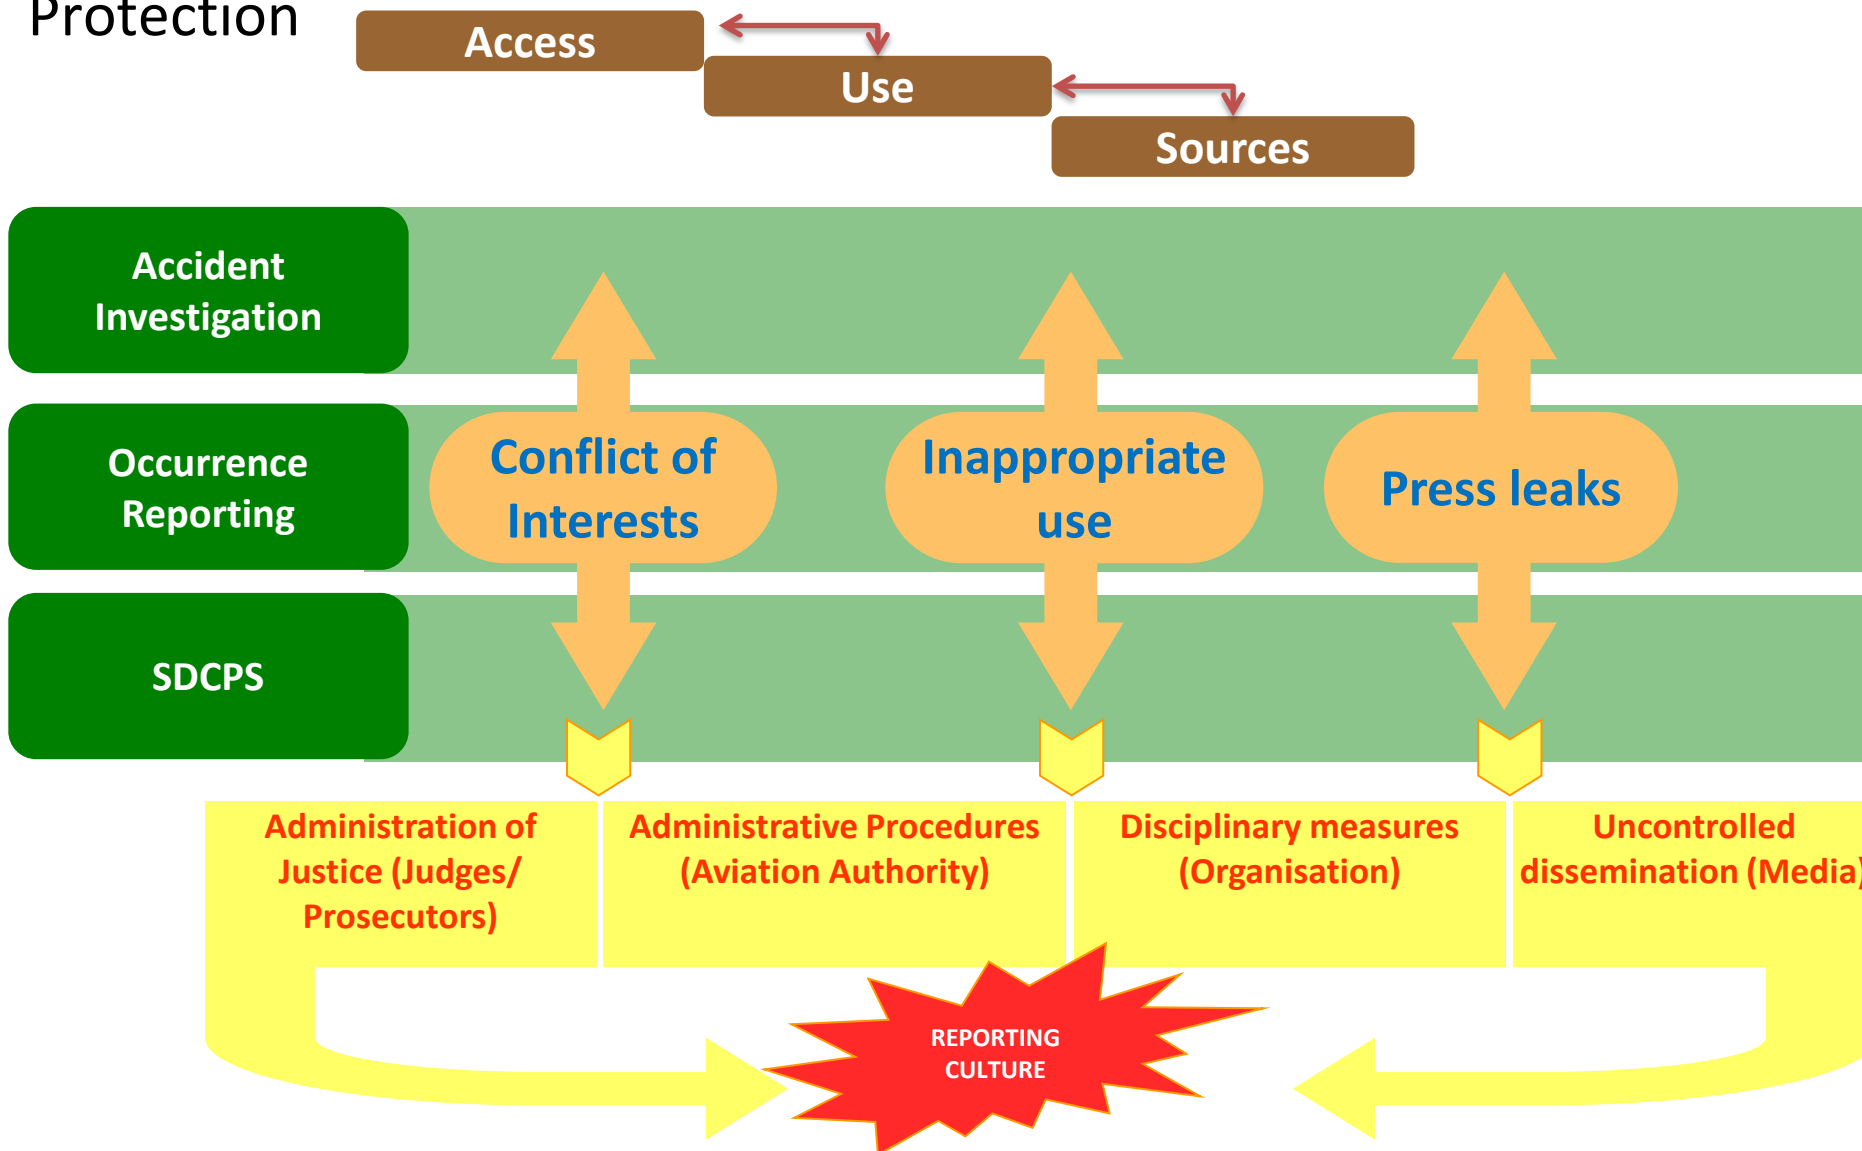 Protection
Access
Use
Sources
Accident
Investigation
Occurrence
Reporting
SDCPS
Conflict of
Interests
Inappropriate
use
Press leaks
Administration of
Justice (Judges/
Prosecutors)
Administrative Procedures
(Aviation Authority)
Disciplinary measures
(Organisation)
Uncontrolled
dissemination (Media)
REPORTING
CULTURE